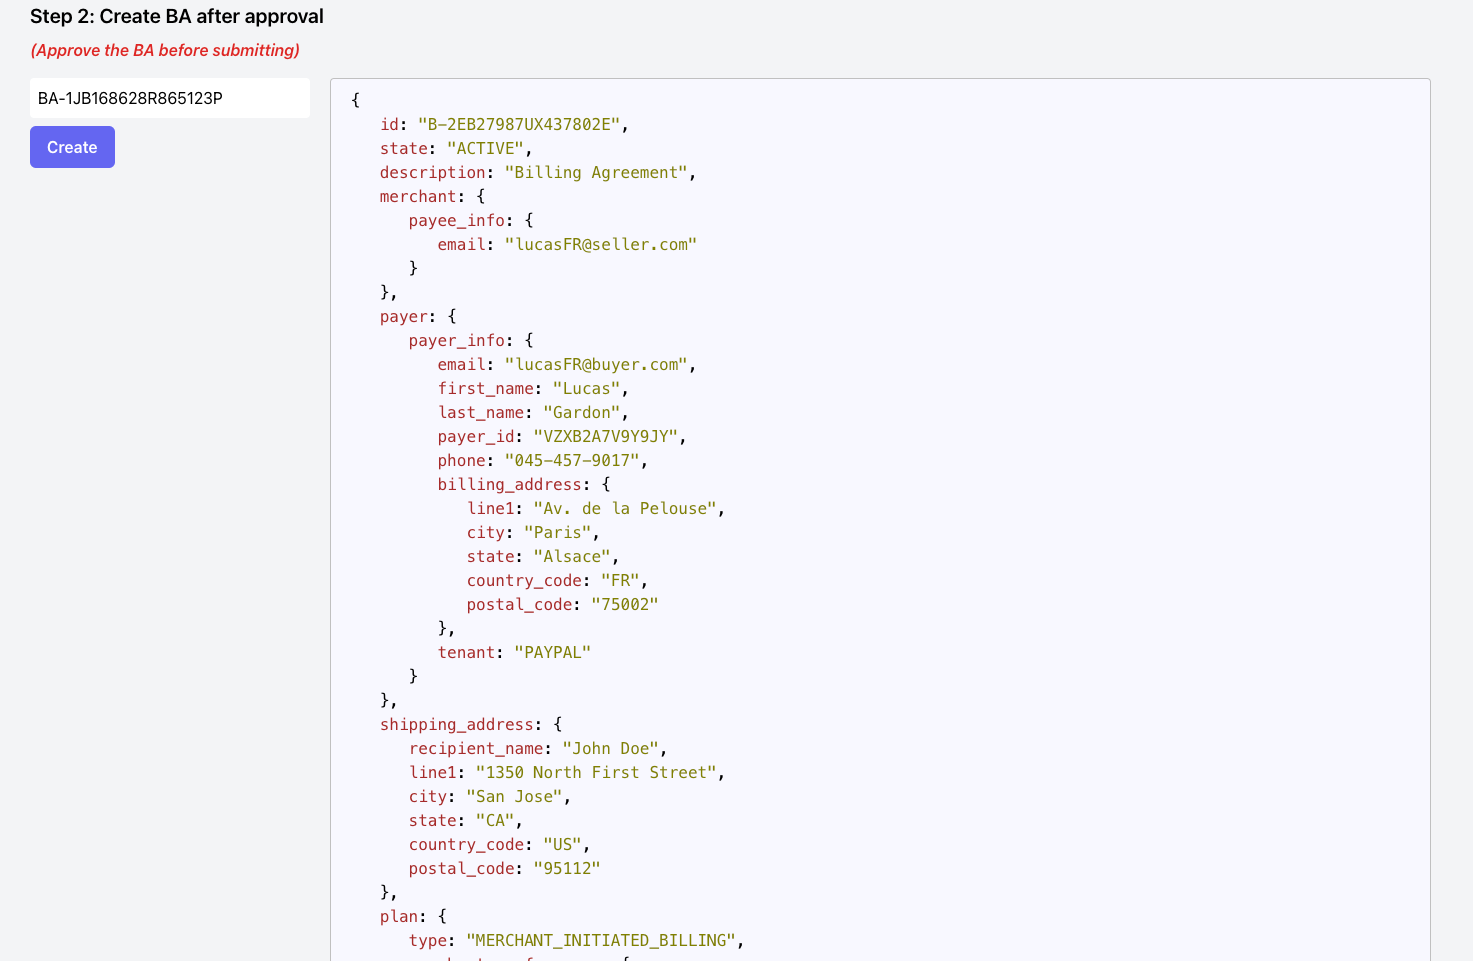 Step 2: Create BA after approval
(Approve the BA before submitting)
BA-1JB168628R865123P
Create
{
id: "B-2EB27987UX437802E",
state: "ACTIVE",
description: "Billing Agreement",
merchant: {
payee_info: {
email: "lucasFR@seller.com"
}
},
payer: {
payer_info: {
email: "lucasFR@buyer.com",
first_name: "Lucas",
last_name: "Gardon",
payer_id: "VZXB2A7V9Y9JY",
phone: "045-457-9017",
billing_address: {
line1: "Av. de la Pelouse",
city: "Paris",
state: "Alsace",
country_code: "FR",
postal_code: "75002"
},
tenant: "PAYPAL"
}
},
shipping_address: {
recipient_name: "John Doe",
line1: "1350 North First Street",
city: "San Jose",
state: "CA",
country_code: "US",
postal_code: "95112"
},
plan: {
type: "MERCHANT_INITIATED_BILLING",